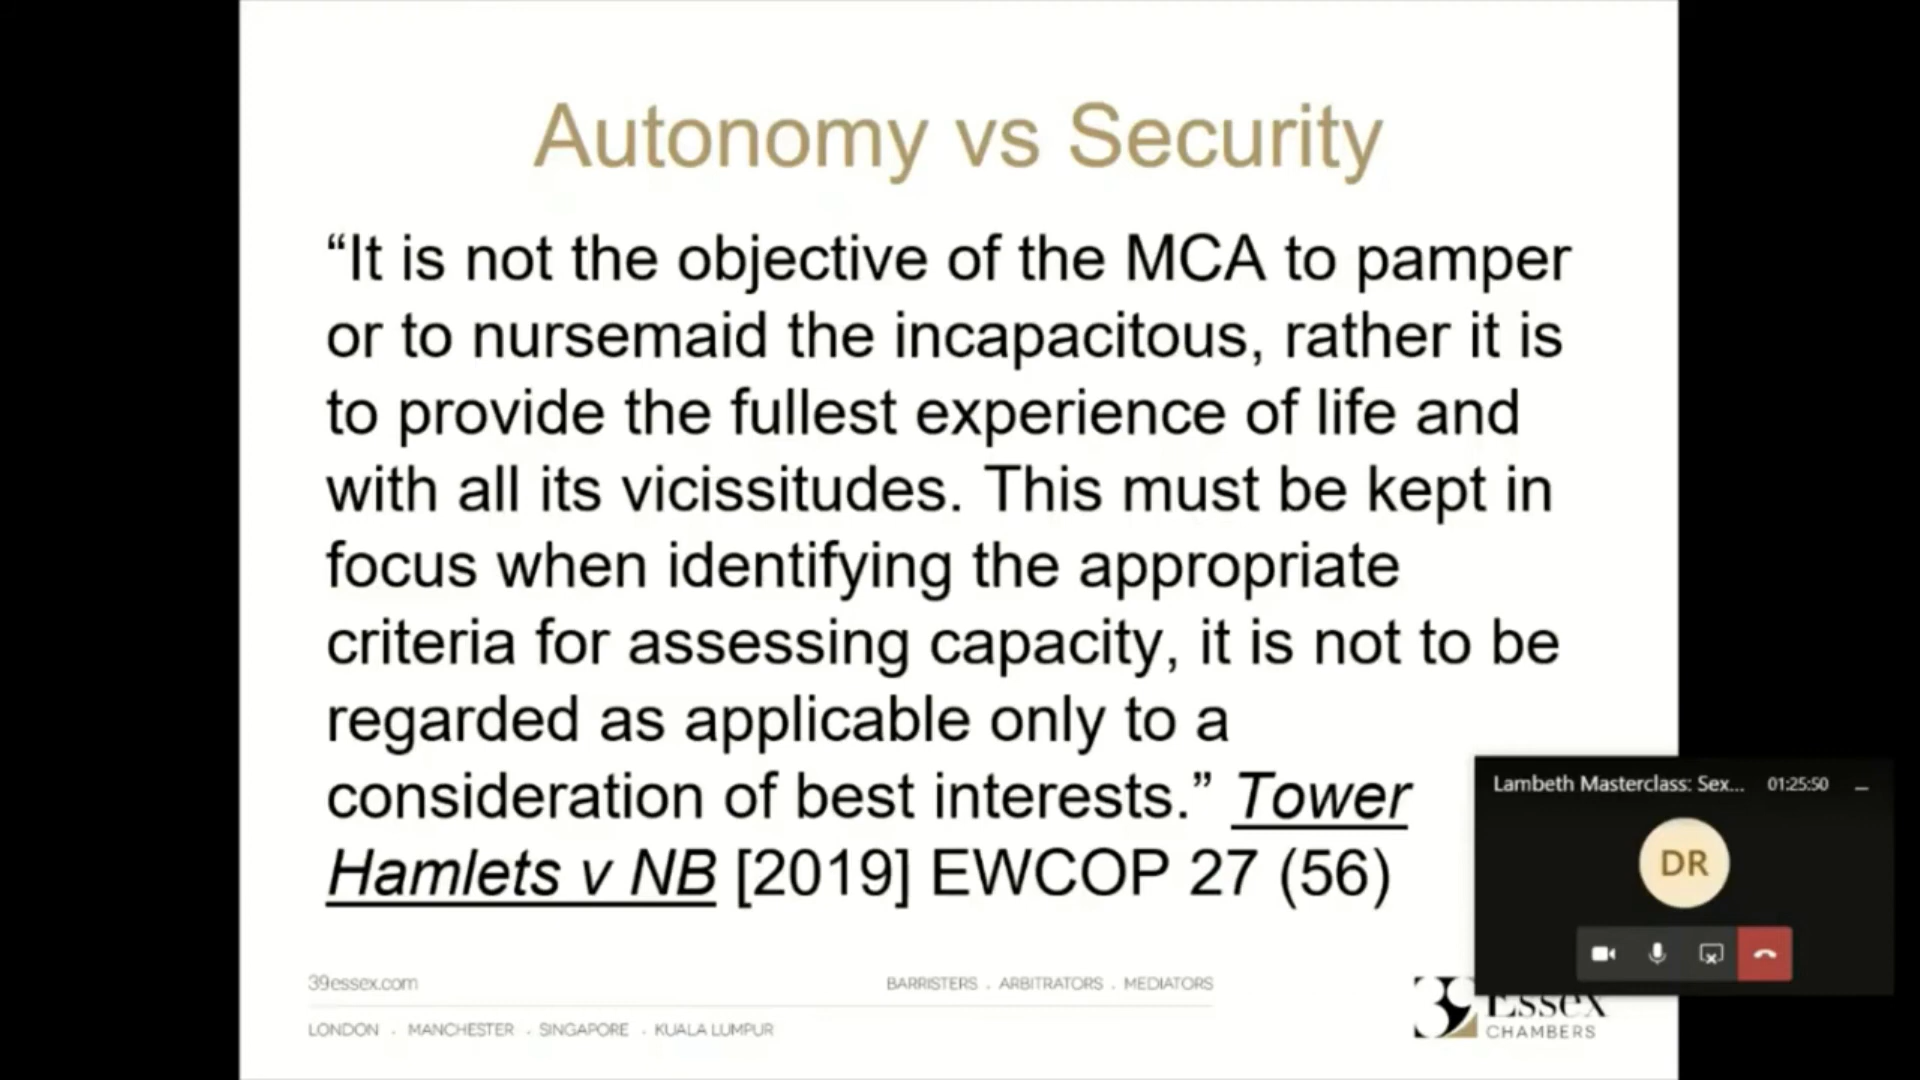 Autonomy vs Security
“It is not the objective of the MCA to pamper
or to nursemaid the incapacitous, rather it is
to provide the fullest experience of life and
with all its vicissitudes. This must be kept in
focus when identifying the appropriate
criteria for assessing capacity, it is not to be
regarded as applicable only to a
consideration of best interests.” Tower
Hamlets v NB [2019] EWCOP 27 (56)
Lambeth Masterclass: Sex... 01:25:50
DR
39essex.com
BARRISTERS . ARBITRATORS . MEDIATORS
LONDON . MANCHESTER . SINGAPORE . KUALA LUMPUR
39 Essex
CHAMBERS